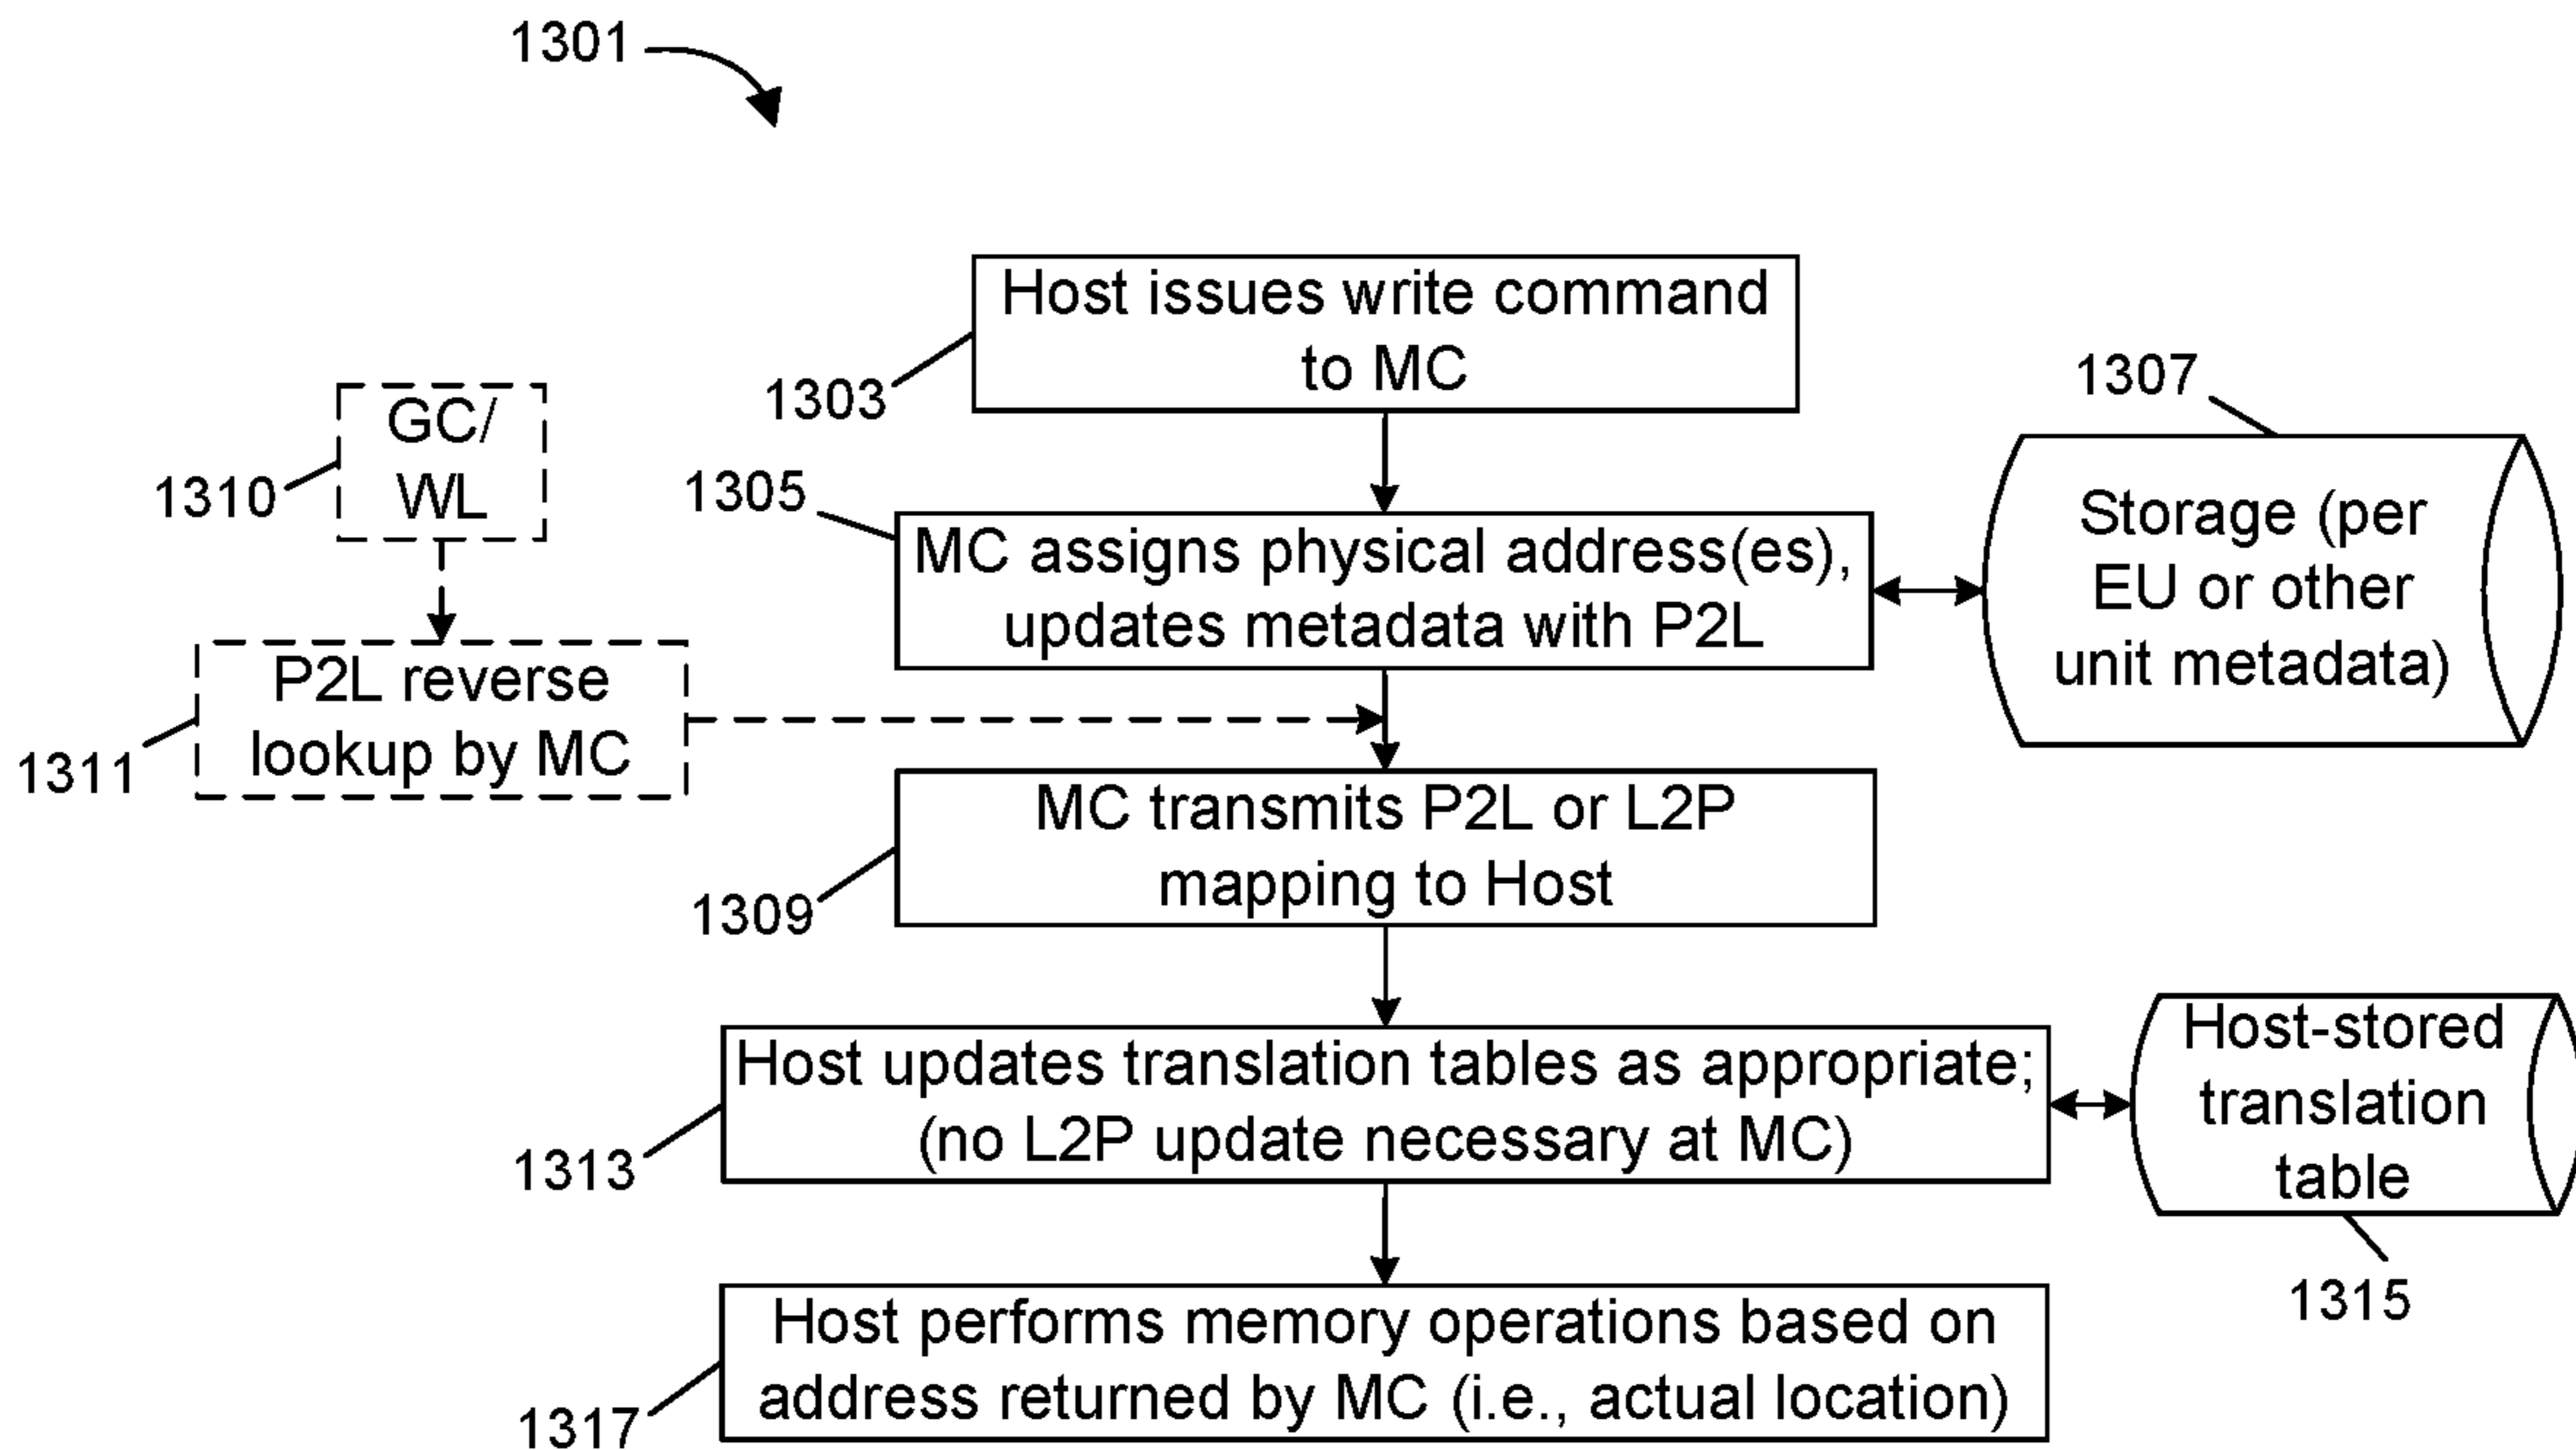 1301
Host issues write command
to MC
1303
1307
GC/
WL
1310
1305
MC assigns physical address(es),
updates metadata with P2L
Storage (per
EU or other
unit metadata)
P2L reverse
lookup by MC
1311
MC transmits P2L or L2P
mapping to Host
1309
Host updates translation tables as appropriate;
(no L2P update necessary at MC)
1313
Host-stored
translation
table
1315
Host performs memory operations based on
address returned by MC (i.e., actual location)
1317